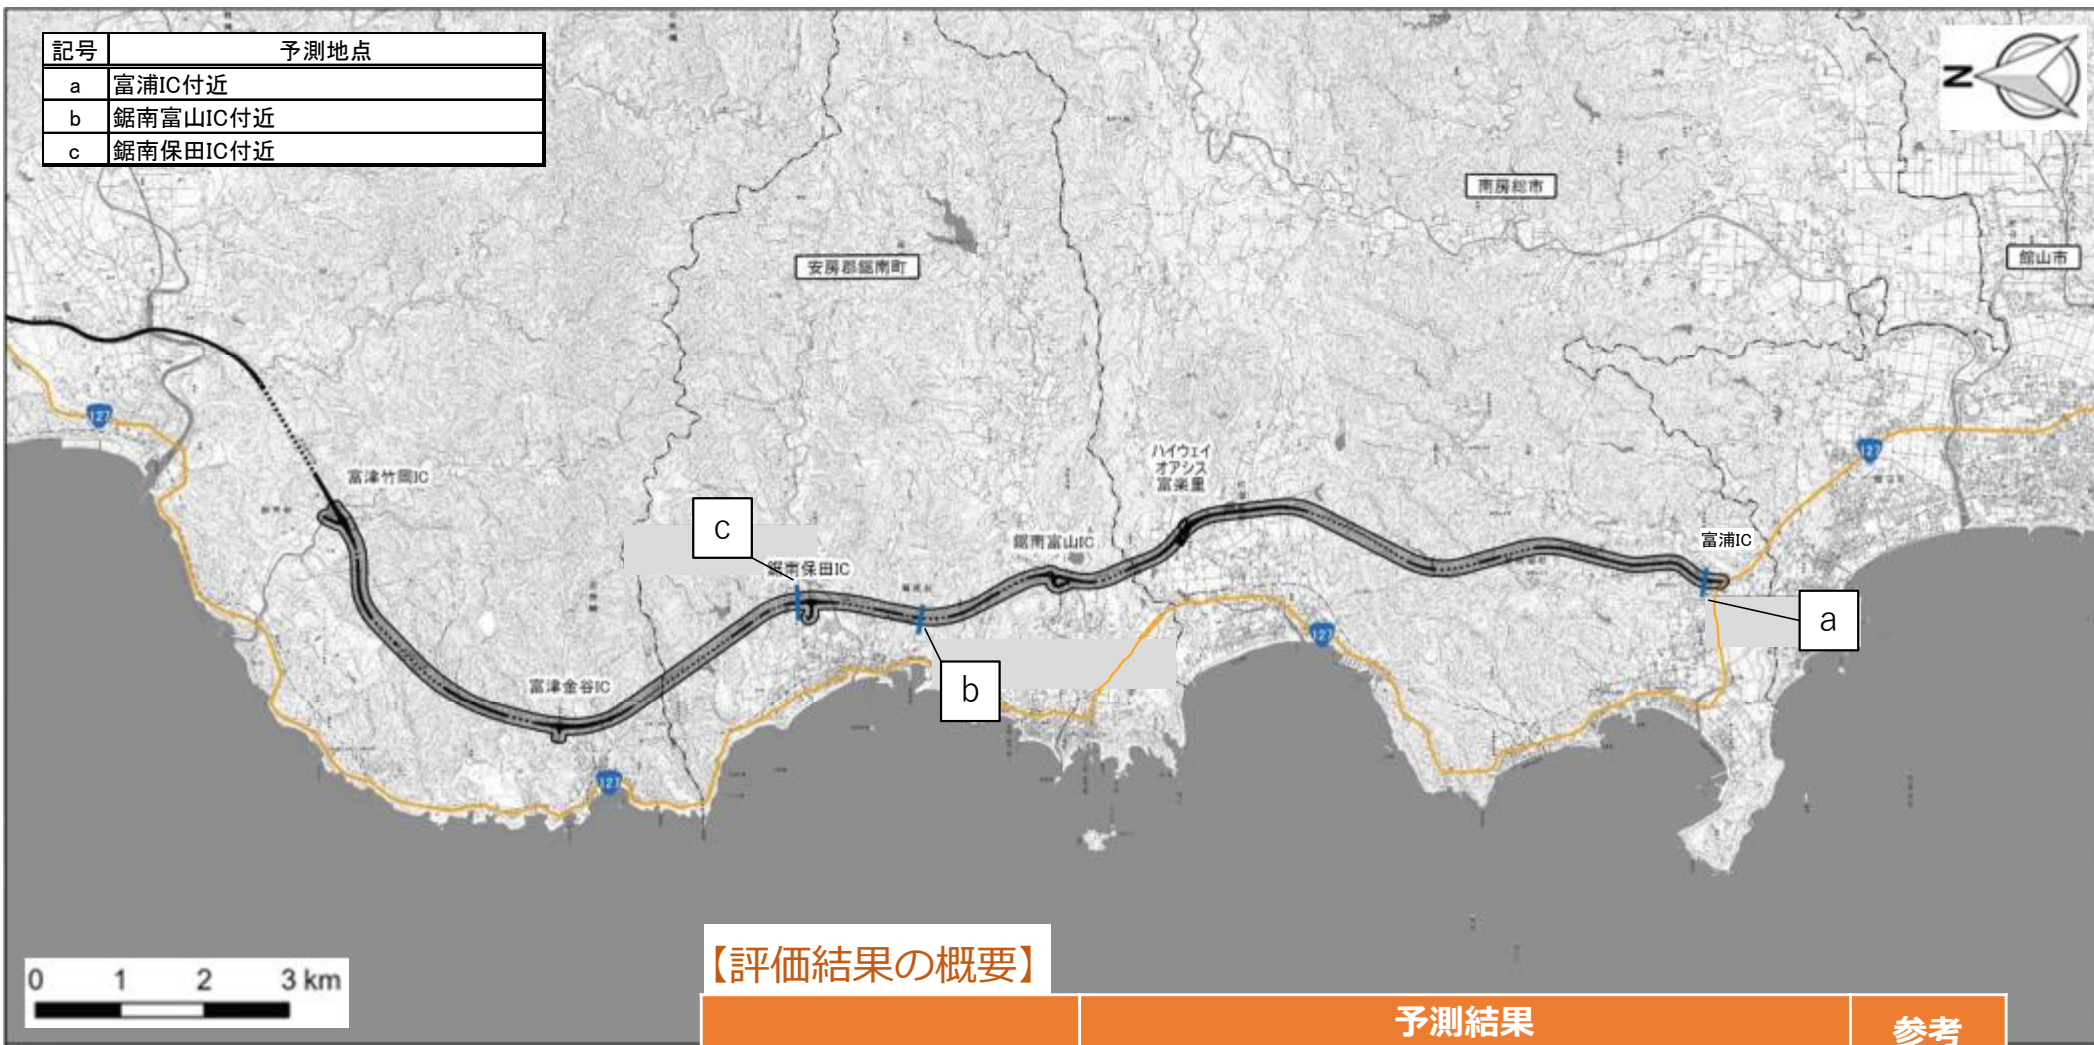 記号 予測地点
a 富浦IC付近
b 鋸南富山IC付近
c 鋸南保田IC付近
N
南房総市
館山市
安房郡鋸南町
127
富津竹岡IC
ハイウェイ
オアシス
富楽里
127
c
鋸南富山IC
富浦IC
鋸南保田IC
a
127
富津金谷IC
b
127
0 1 2 3 km
【評価結果の概要】
予測結果
参考